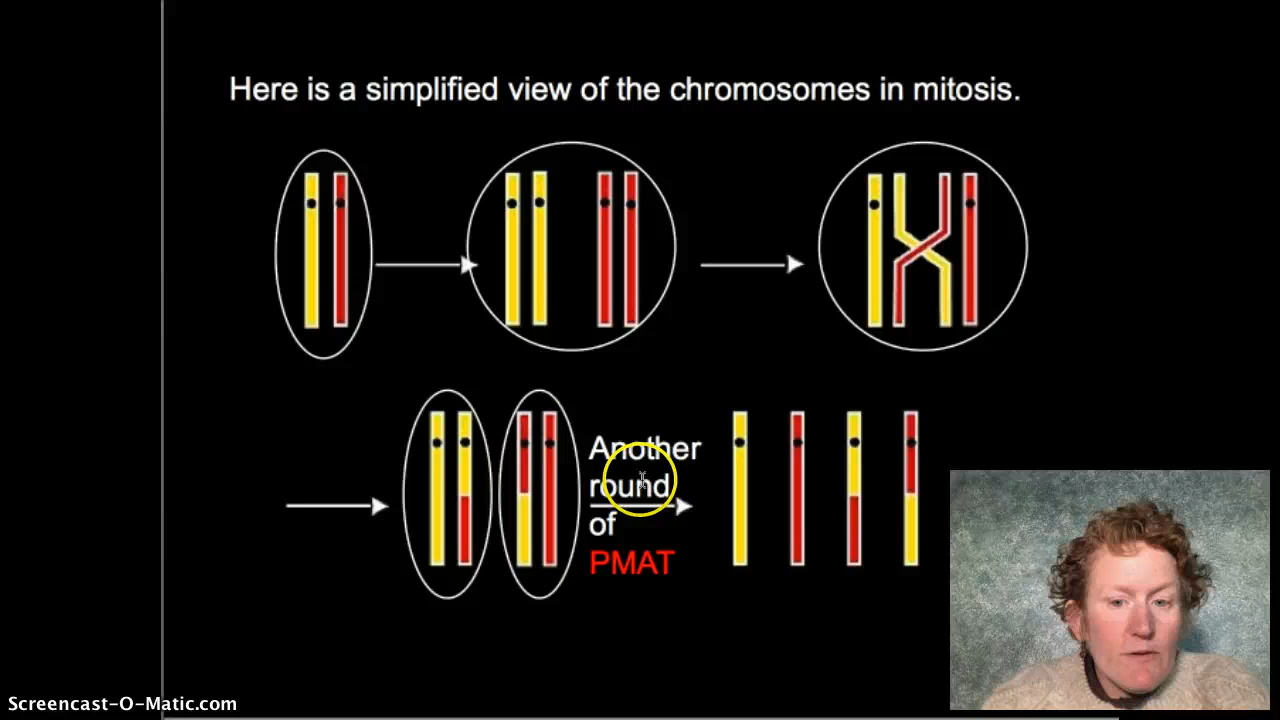 Here is a simplified view of the chromosomes in mitosis.
Another
round
of
PMAT
Screencast-O-Matic.com